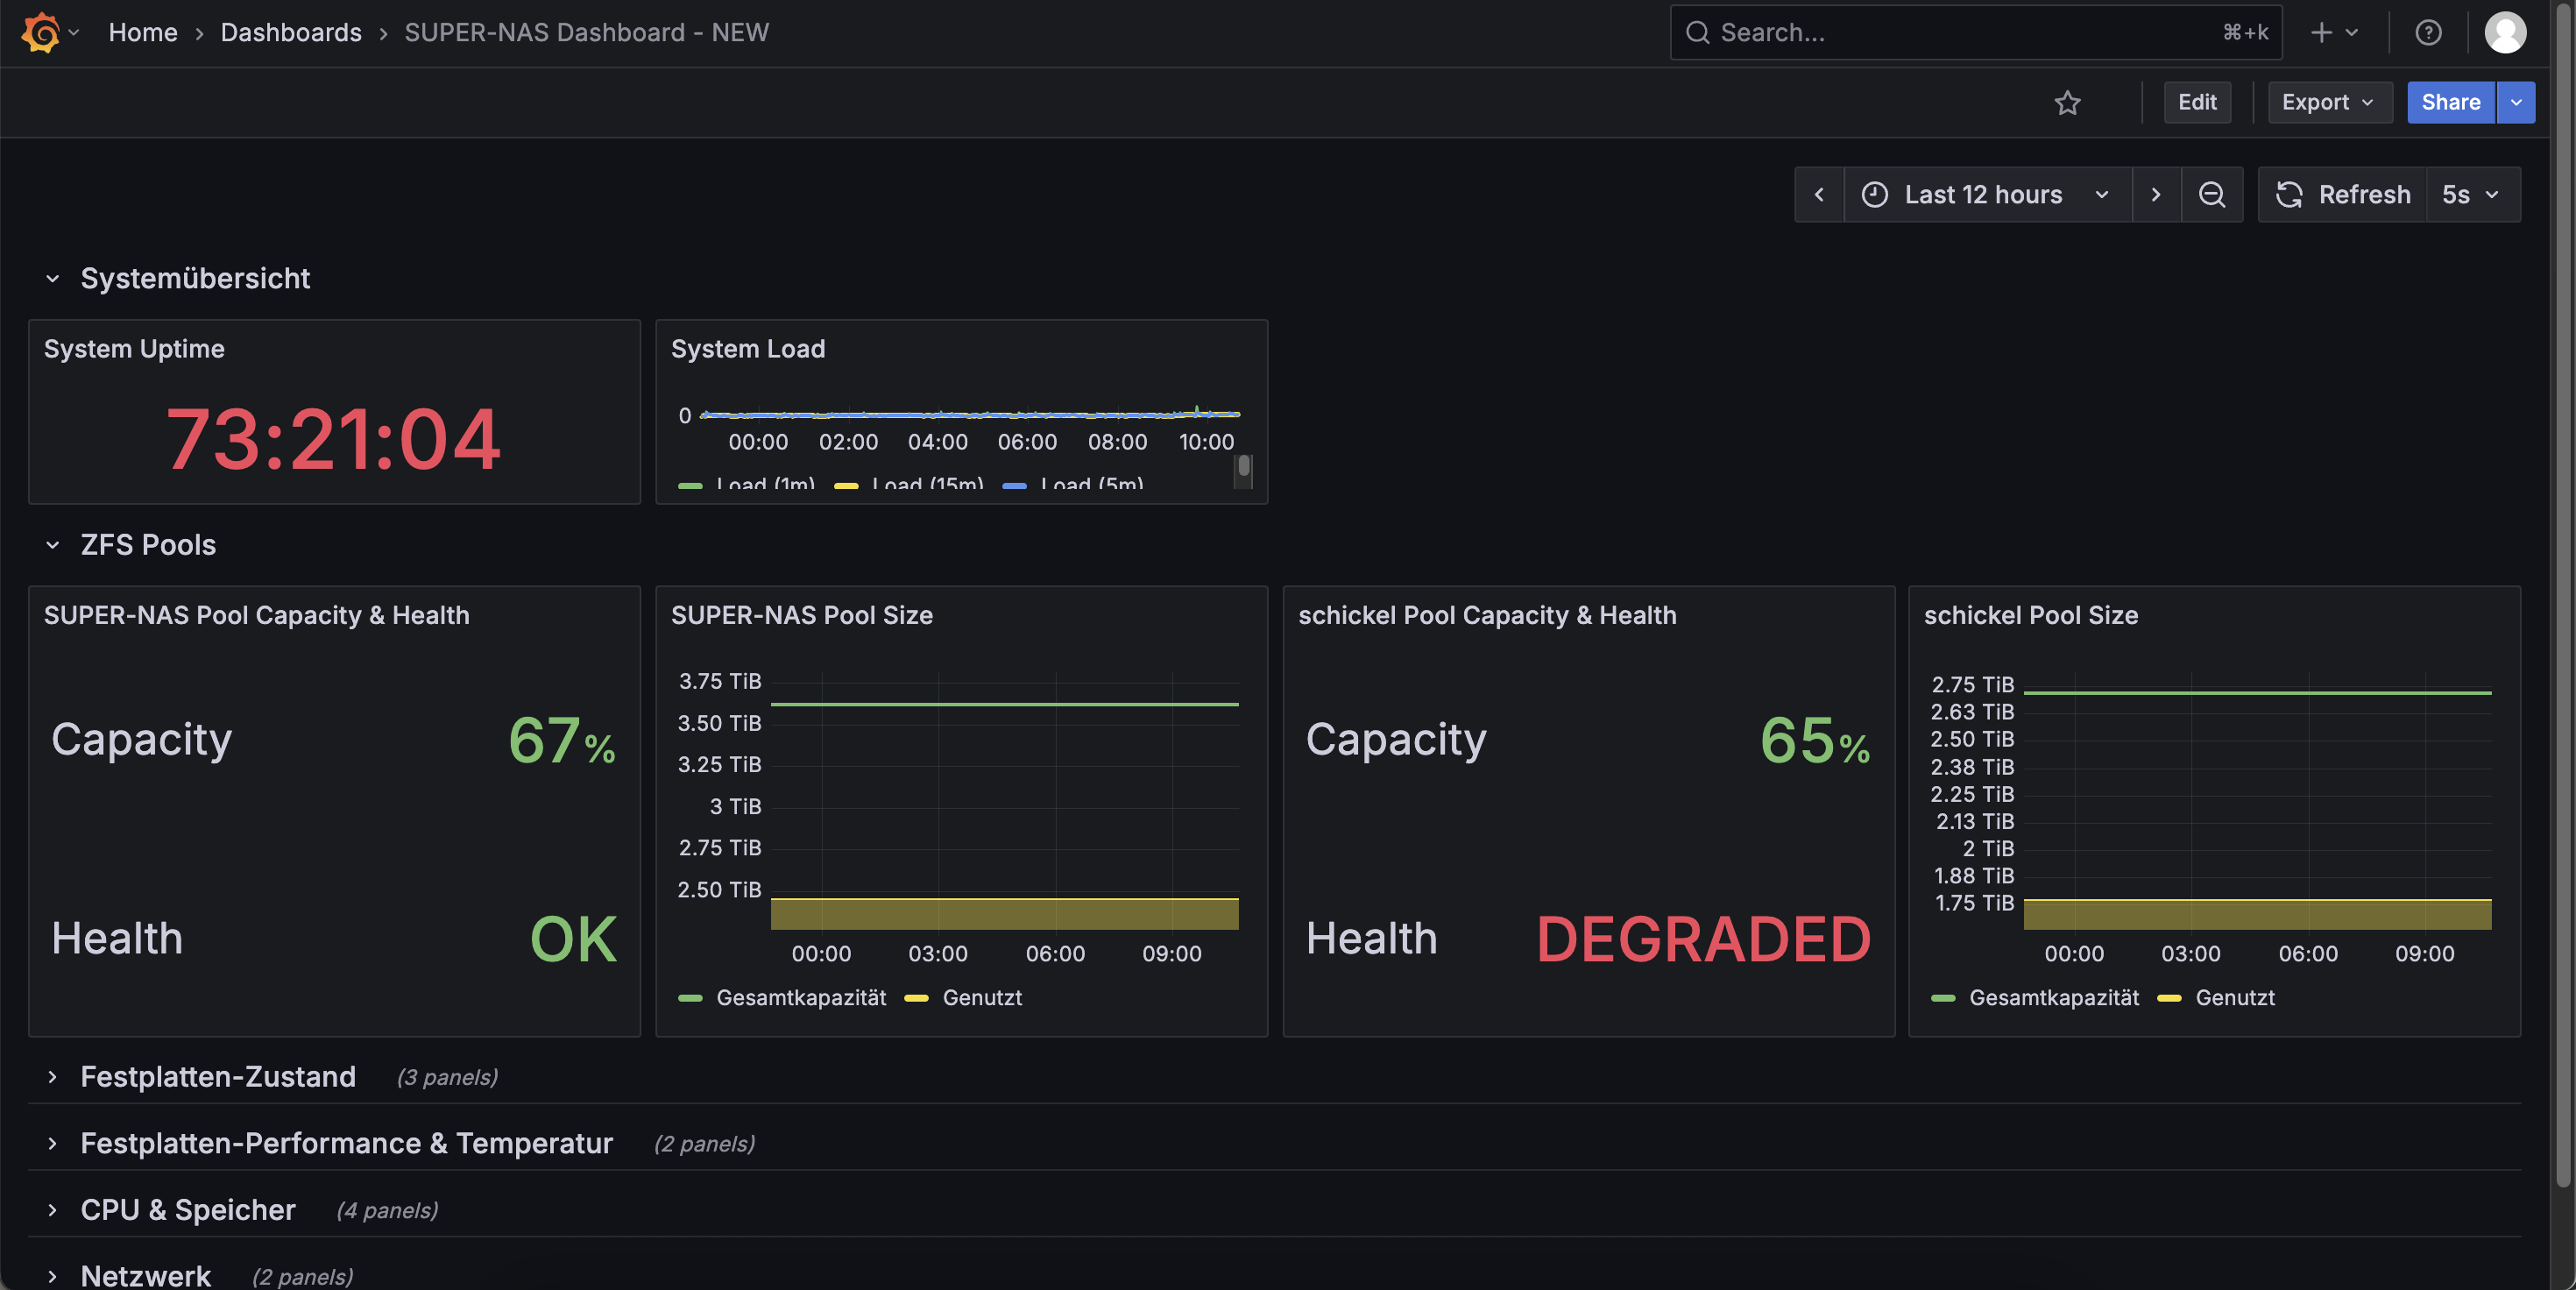 Home › Dashboards › SUPER-NAS Dashboard - NEW
Search...
⌘+k
Edit
Export
Share
Last 12 hours
Refresh
5s
Systemübersicht
System Uptime
73:21:04
System Load
0
00:00 02:00 04:00 06:00 08:00 10:00
Load (1m) Load (15m) Load (5m)
ZFS Pools
SUPER-NAS Pool Capacity & Health
Capacity
67%
Health
OK
SUPER-NAS Pool Size
3.75 TiB
3.50 TiB
3.25 TiB
3 TiB
2.75 TiB
2.50 TiB
00:00 03:00 06:00 09:00
Gesamtkapazität Genutzt
schickel Pool Capacity & Health
Capacity
65%
Health
DEGRADED
schickel Pool Size
2.75 TiB
2.63 TiB
2.50 TiB
2.38 TiB
2.25 TiB
2.13 TiB
2 TiB
1.88 TiB
1.75 TiB
00:00 03:00 06:00 09:00
Gesamtkapazität Genutzt
Festplatten-Zustand (3 panels)
Festplatten-Performance & Temperatur (2 panels)
CPU & Speicher (4 panels)
Netzwerk (2 panels)